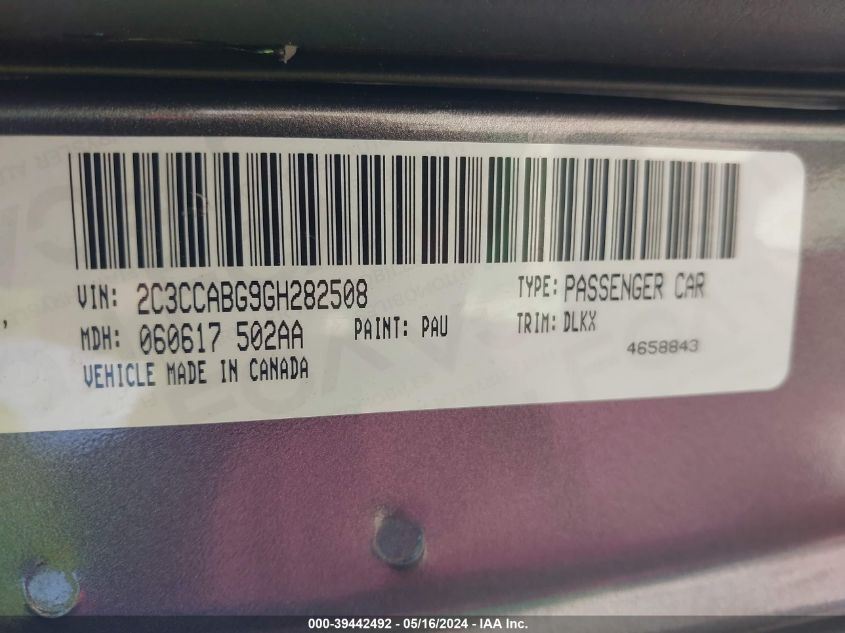 VIN: 2C3CCABG9GH282508 TYPE: PASSENGER CAR
MDH: 060617 502AA PAINT: PAU TRIM: DLKX
VEHICLE MADE IN CANADA 4658843
000-39442492 - 05/16/2024 - IAA Inc.